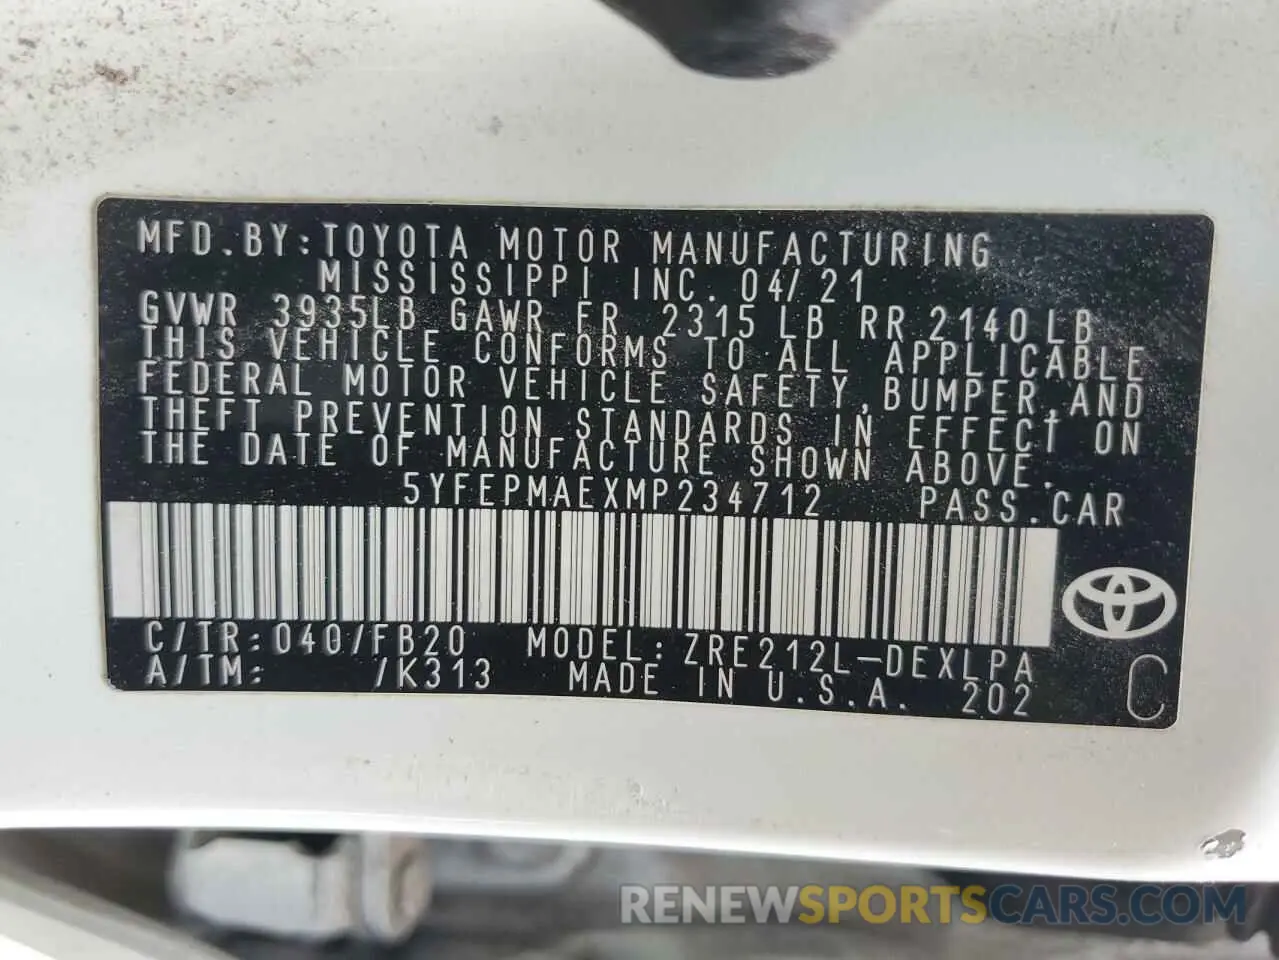 MFD.BY:TOYOTA MOTOR MANUFACTURING
MISSISSIPPI INC. 04/21
GVWR 3935LB GAWR FR 2315 LB RR 2140 LB
THIS VEHICLE CONFORMS TO ALL APPLICABLE
FEDERAL MOTOR VEHICLE SAFETY,BUMPER,AND
THEFT PREVENTION STANDARDS IN EFFECT ON
THE DATE OF MANUFACTURE SHOWN ABOVE.
5YFEPMAEXMP234712 PASS.CAR
C/TR:040/FB20 MODEL:ZRE212L-DEXLPA
A/TM: /K313 MADE IN U.S.A. 202
C
RENEWSPORTSCARS.COM